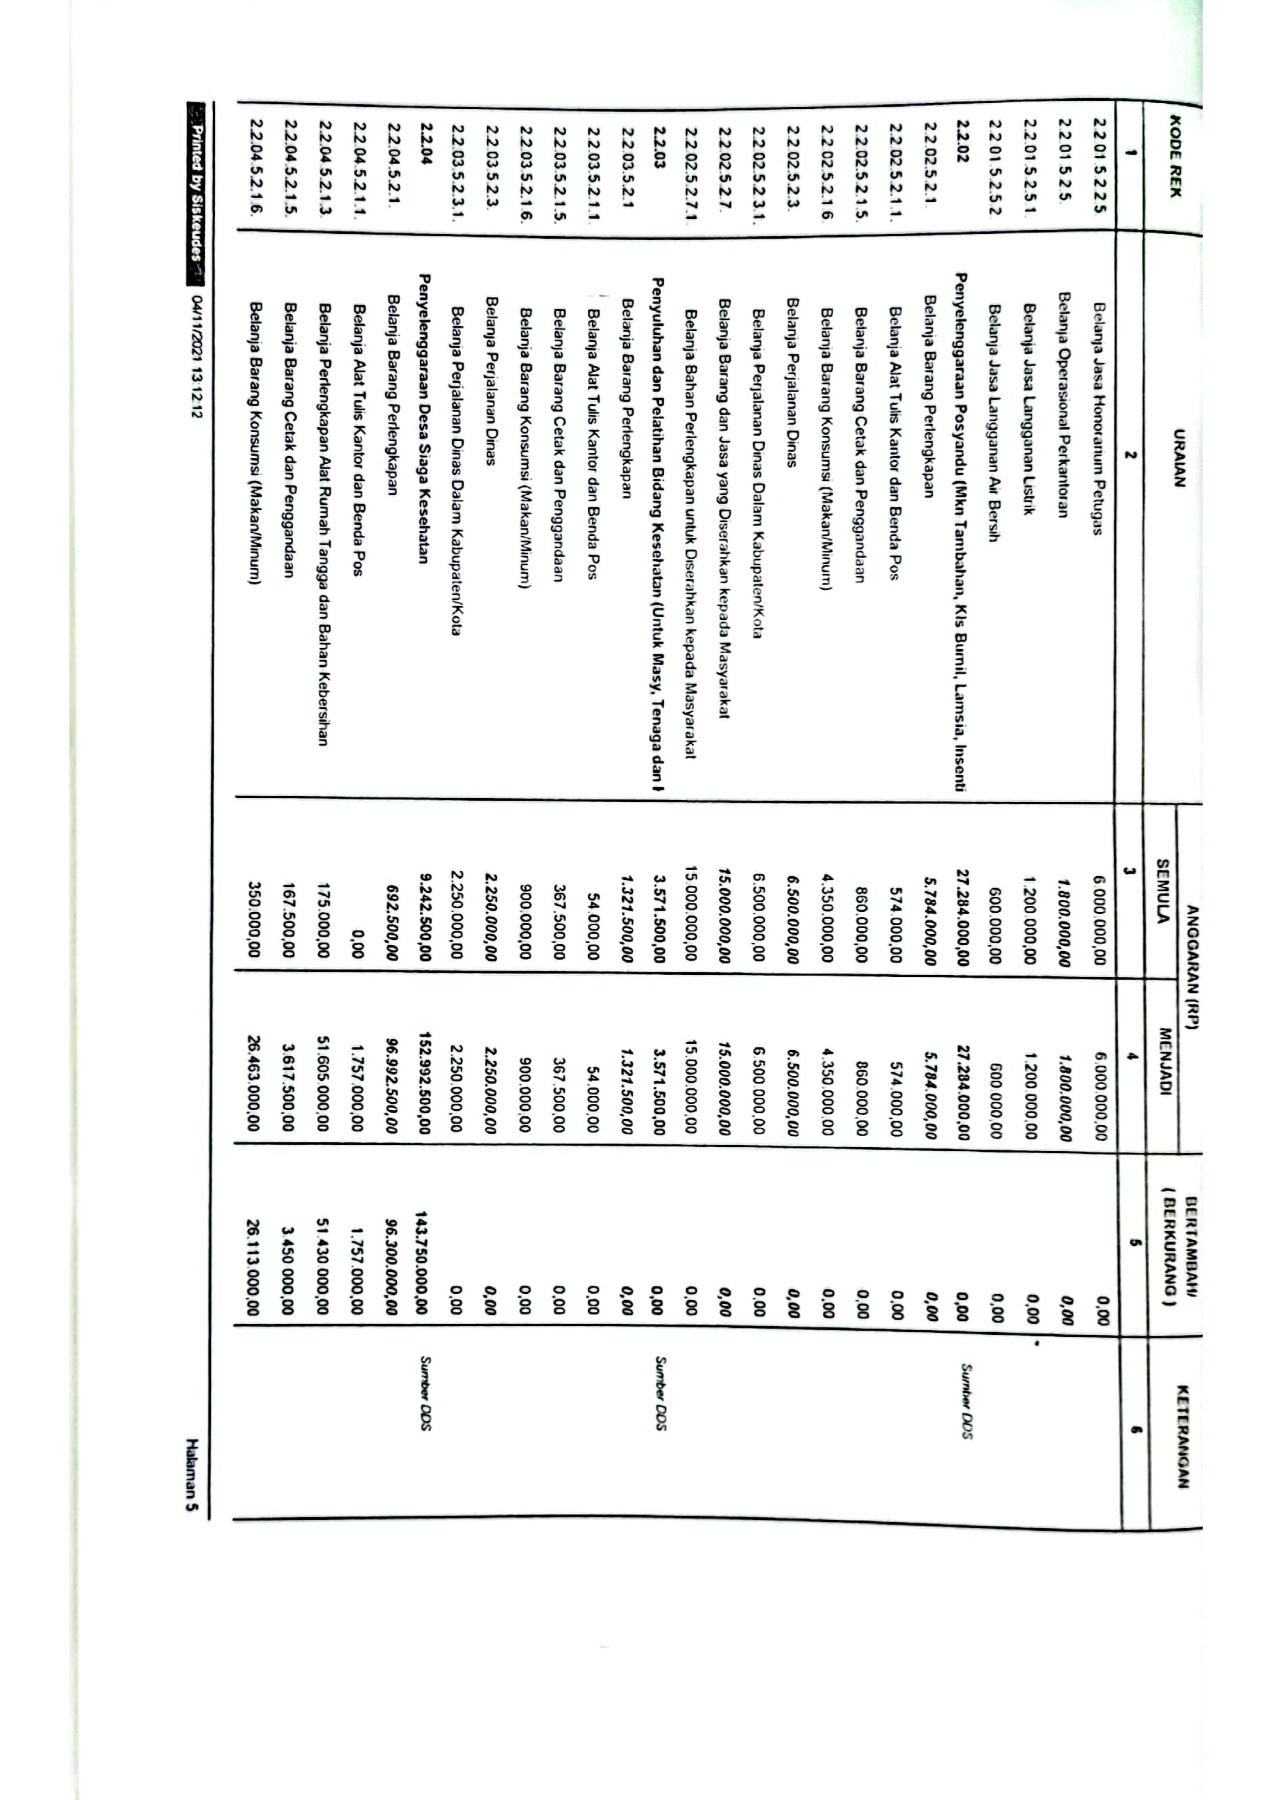 KODE REK URAIAN ANGGARAN (RP) BERTAMBAH/ ( BERKURANG ) KETERANGAN
SEMULA MENJADI
1 2 3 4 5 6
2 2 01 5 2 2 5 Belanja Jasa Honorarium Petugas 6.000.000,00 6.000.000,00 0,00
2 2 01 5 2 5. Belanja Operasional Perkantoran 1.800.000,00 1.800.000,00 0,00
2 2.01.5 2.5 1 Belanja Jasa Langganan Listrik 1.200.000,00 1.200.000,00 0,00
2 2 01. 5.2 5 2 Belanja Jasa Langganan Air Bersih 600.000,00 600.000,00 0,00
2.2.02 Penyelenggaraan Posyandu (Mkn Tambahan, Kls Bumil, Lamsia, Insenti 27.284.000,00 27.284.000,00 0,00 Sumber DDS
2.2.02.5.2.1. Belanja Barang Perlengkapan 5.784.000,00 5.784.000,00 0,00
2.2 02.5.2.1.1. Belanja Alat Tulis Kantor dan Benda Pos 574.000,00 574.000,00 0,00
2.2.02.5.2.1.5. Belanja Barang Cetak dan Penggandaan 860.000,00 860.000,00 0,00
2.2 02.5.2.1 6 Belanja Barang Konsumsi (Makan/Minum) 4.350.000,00 4.350.000,00 0,00
2.2 02.5.2.3. Belanja Perjalanan Dinas 6.500.000,00 6.500.000,00 0,00
2.2 02.5.2 3 1. Belanja Perjalanan Dinas Dalam Kabupaten/Kota 6.500.000,00 6.500.000,00 0,00
2.2 02.5.2.7. Belanja Barang dan Jasa yang Diserahkan kepada Masyarakat 15.000.000,00 15.000.000,00 0,00
2.2.02.5.2.7.1. Belanja Bahan Perlengkapan untuk Diserahkan kepada Masyarakat 15.000.000,00 15.000.000,00 0,00
2.2.03 Penyuluhan dan Pelatihan Bidang Kesehatan (Untuk Masy, Tenaga dan 3.571.500,00 3.571.500,00 0,00 Sumber DDS
2.2 03.5.2.1 Belanja Barang Perlengkapan 1.321.500,00 1.321.500,00 0,00
2.2.03.5.2.1.1. Belanja Alat Tulis Kantor dan Benda Pos 54.000,00 54.000,00 0,00
2.2.03.5.2.1.5. Belanja Barang Cetak dan Penggandaan 367.500,00 367.500,00 0,00
2.2.03.5.2.1.6. Belanja Barang Konsumsi (Makan/Minum) 900.000,00 900.000,00 0,00
2.2 03.5.2.3. Belanja Perjalanan Dinas 2.250.000,00 2.250.000,00 0,00
2.2.03.5.2.3.1. Belanja Perjalanan Dinas Dalam Kabupaten/Kota 2.250.000,00 2.250.000,00 0,00
2.2.04 Penyelenggaraan Desa Siaga Kesehatan 9.242.500,00 152.992.500,00 143.750.000,00 Sumber DDS
2.2 04.5.2.1. Belanja Barang Perlengkapan 692.500,00 96.992.500,00 96.300.000,00
2.2.04.5.2.1.1. Belanja Alat Tulis Kantor dan Benda Pos 0,00 1.757.000,00 1.757.000,00
2.2.04.5.2.1.3. Belanja Perlengkapan Alat Rumah Tangga dan Bahan Kebersihan 175.000,00 51.605.000,00 51.430.000,00
2.2.04.5.2.1.5. Belanja Barang Cetak dan Penggandaan 167.500,00 3.617.500,00 3.450.000,00
2.2.04.5.2.1.6. Belanja Barang Konsumsi (Makan/Minum) 350.000,00 26.463.000,00 26.113.000,00
Printed by Siskeudes 04/11/2021 13:12:12 Halaman 5